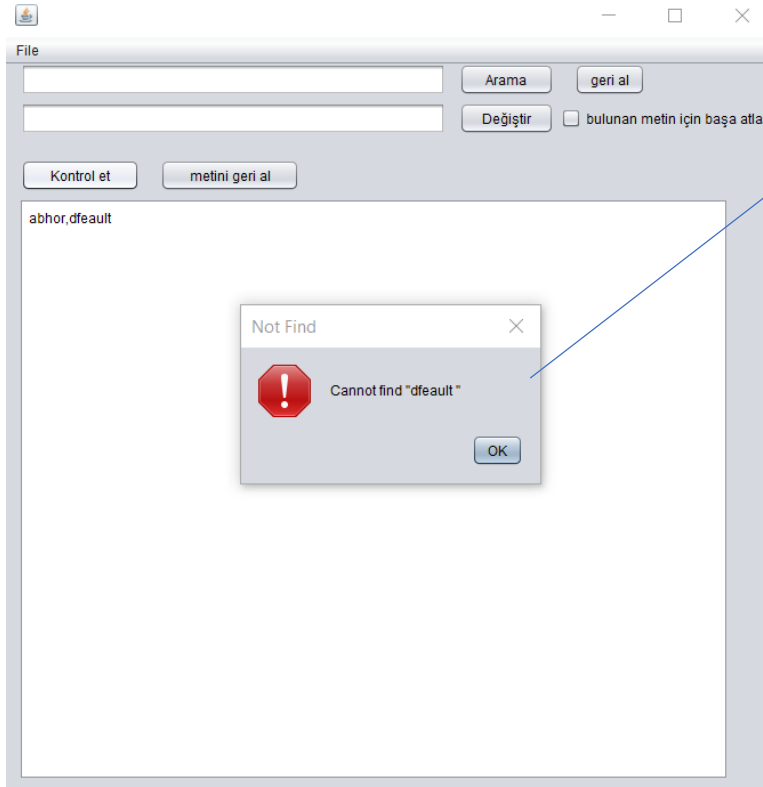 File
Arama
geri al
Değiştir
bulunan metin için başa atla
Kontrol et
metini geri al
abhor,dfeault
Not Find
Cannot find "dfeault "
OK